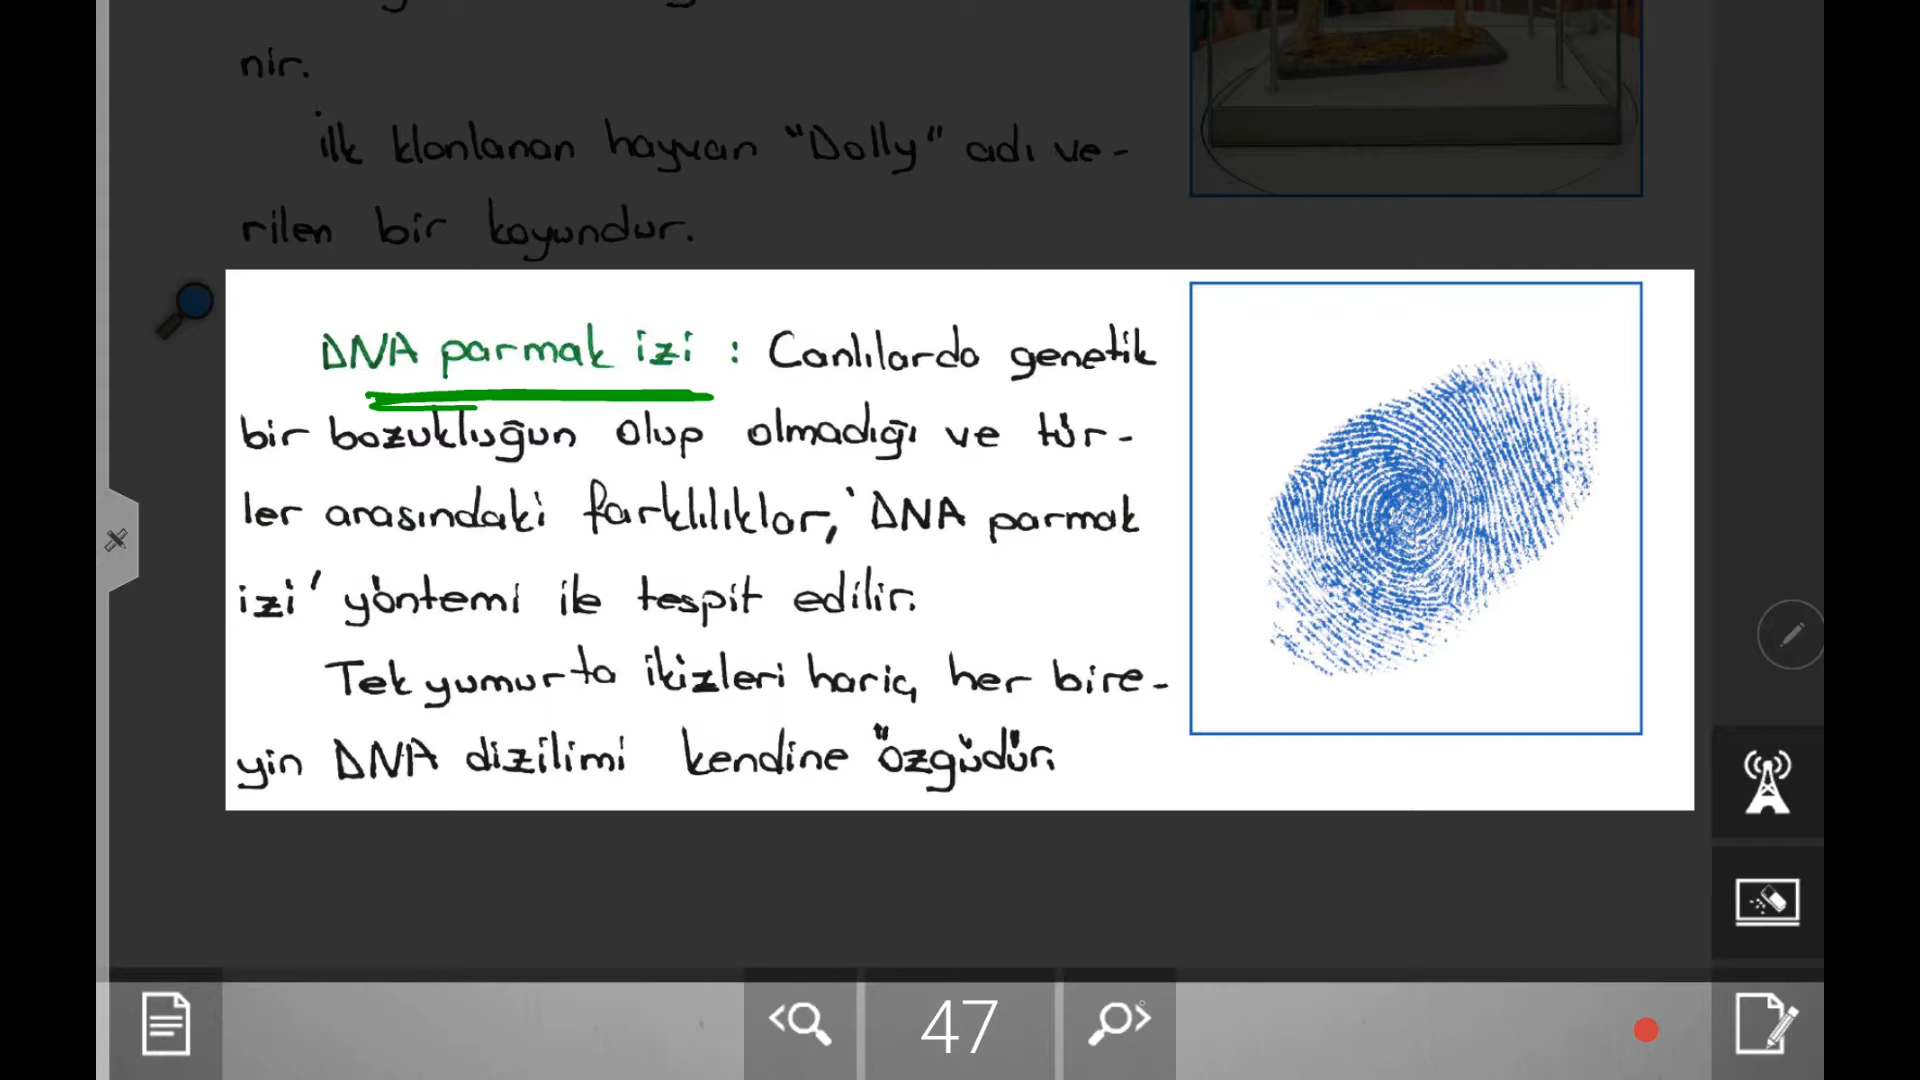 nir.
İlk klonlanan hayvan "Dolly" adı ve-
rilen bir koyundur.
DNA parmak izi : Canlılarda genetik
bir bozukluğun olup olmadığı ve tür-
ler arasındaki farklılıklar, 'DNA parmak
izi' yöntemi ile tespit edilir.
Tek yumurta ikizleri hariç her bire-
yin DNA dizilimi kendine özgüdür.
47